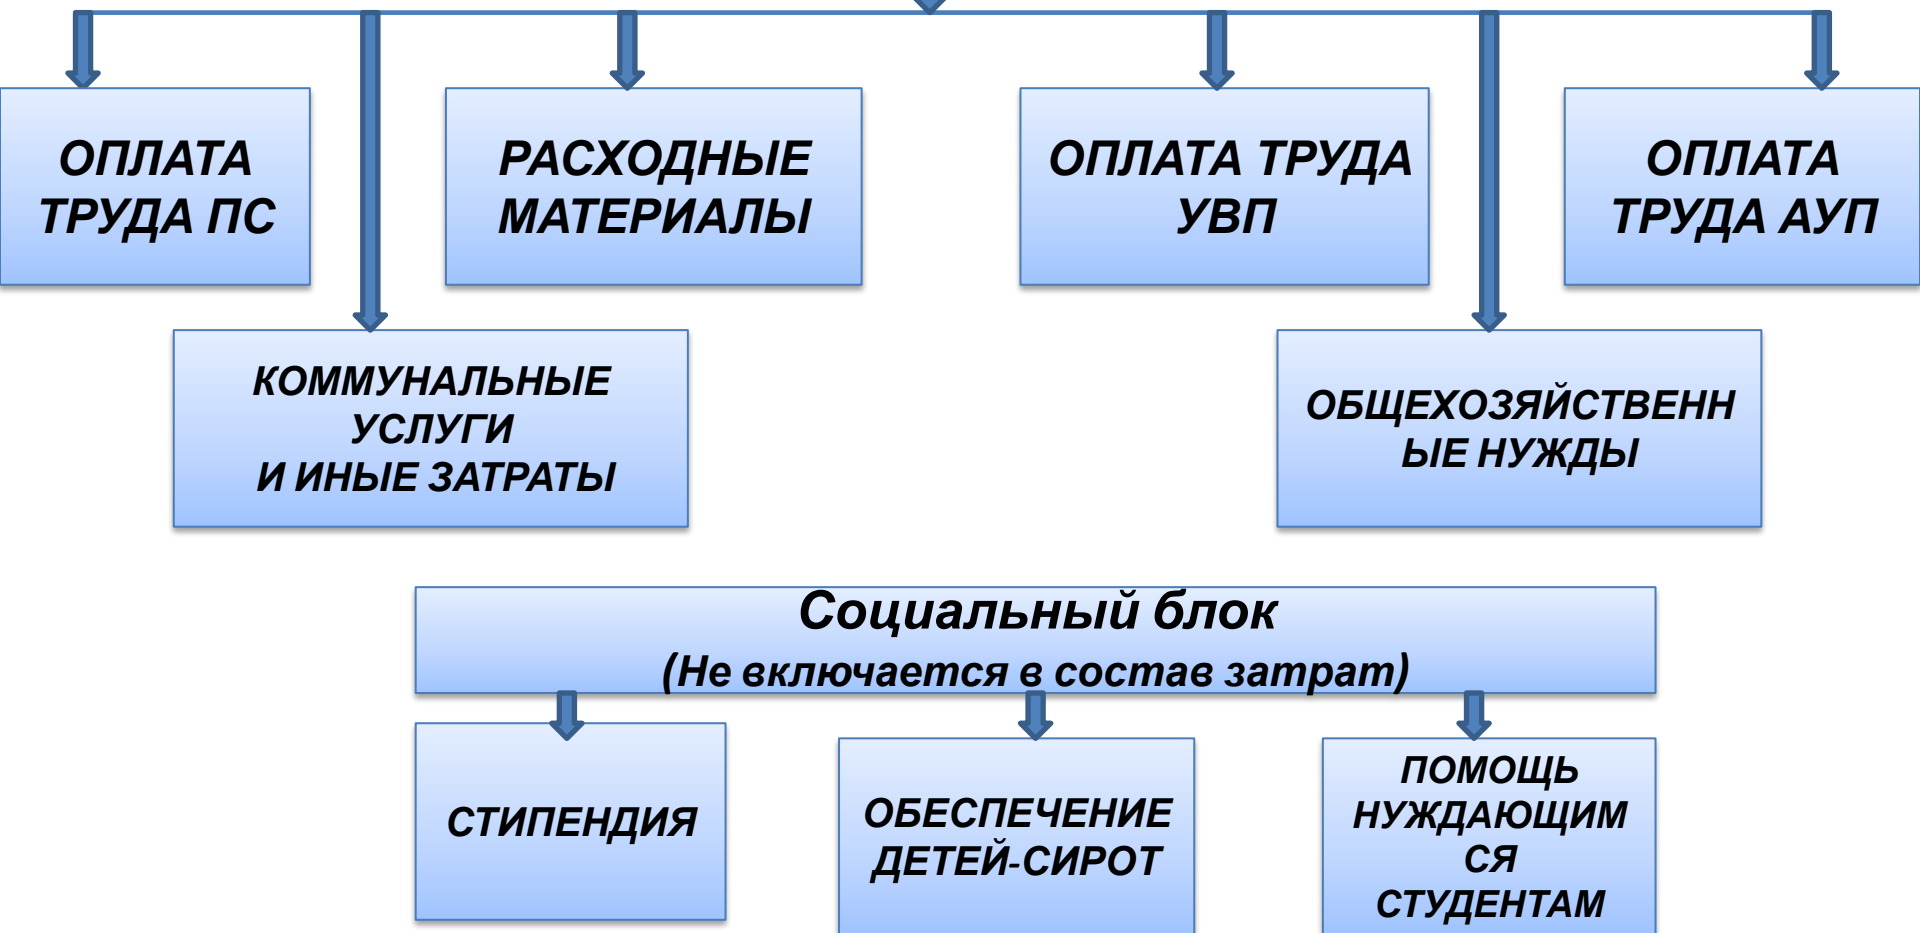 ОПЛАТА
ТРУДА ПС
РАСХОДНЫЕ
МАТЕРИАЛЫ
ОПЛАТА ТРУДА
УВП
ОПЛАТА
ТРУДА АУП
КОММУНАЛЬНЫЕ
УСЛУГИ
И ИНЫЕ ЗАТРАТЫ
ОБЩЕХОЗЯЙСТВЕНН
ЫЕ НУЖДЫ
Социальный блок
(Не включается в состав затрат)
СТИПЕНДИЯ
ОБЕСПЕЧЕНИЕ
ДЕТЕЙ-СИРОТ
ПОМОЩЬ
НУЖДАЮЩИМ
СЯ
СТУДЕНТАМ